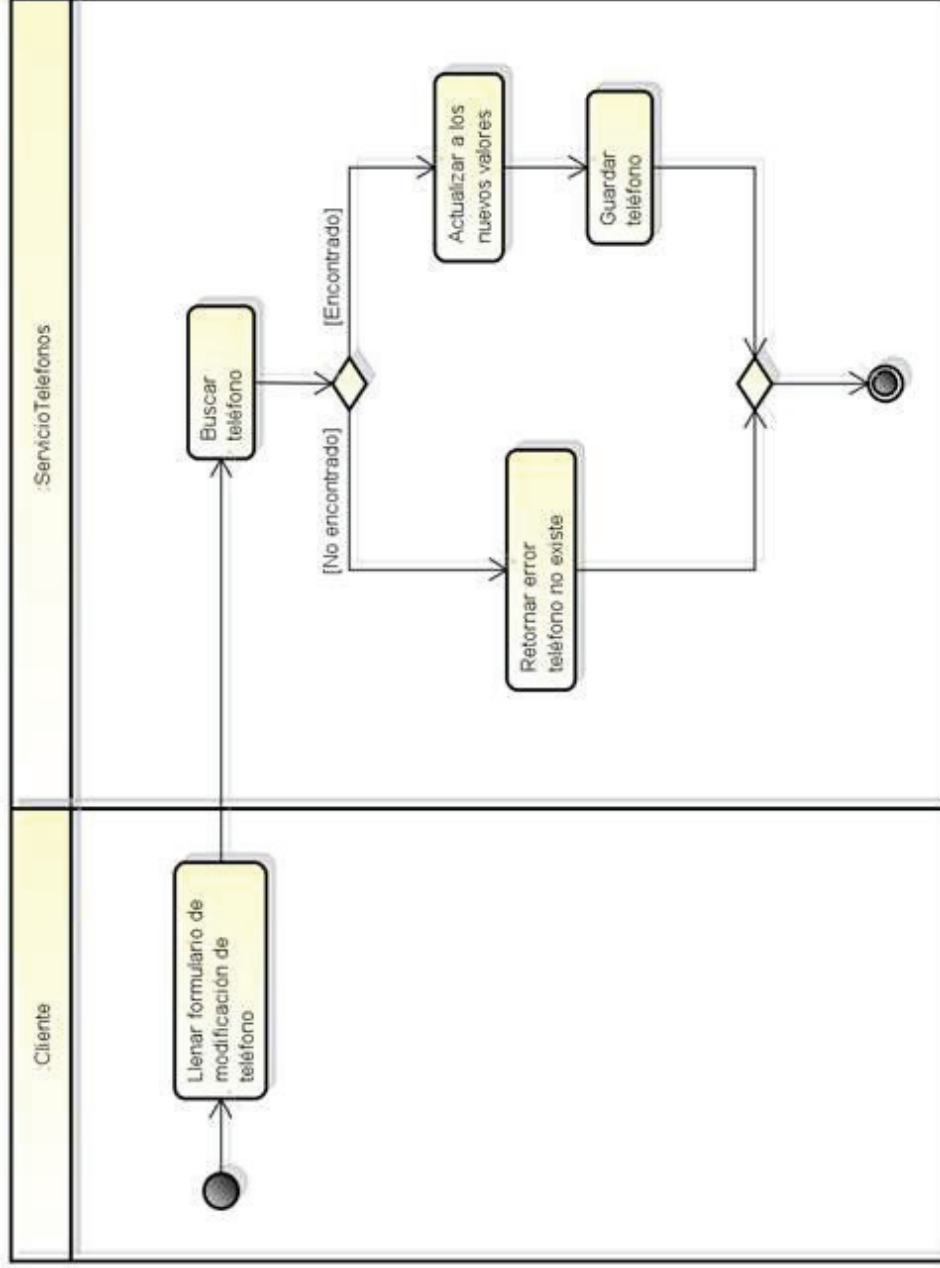 :Cliente
:ServicioTelefonos
Llenar formulario de
modificación de
teléfono
Buscar
teléfono
[No encontrado]
[Encontrado]
Retornar error
teléfono no existe
Actualizar a los
nuevos valores
Guardar
teléfono